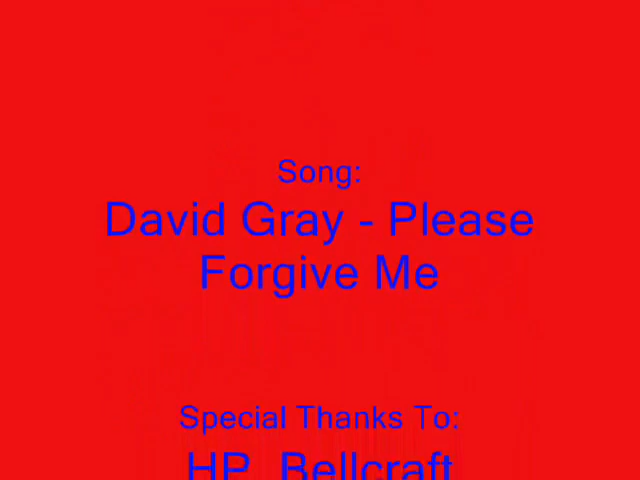 Song:
David Gray - Please
Forgive Me
Special Thanks To:
HP Bellcraft